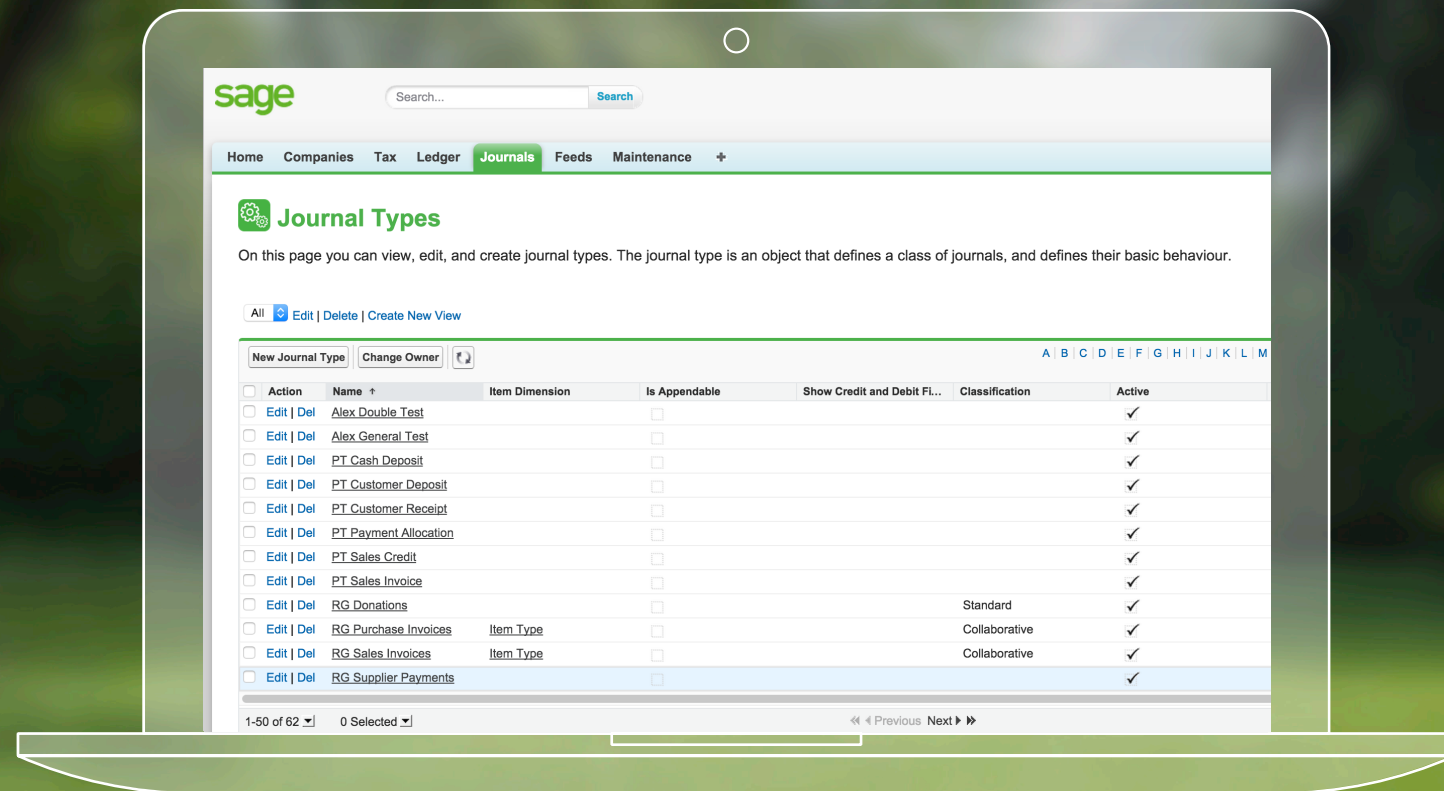 sage
Search... Search
Home Companies Tax Ledger Journals Feeds Maintenance +
Journal Types
On this page you can view, edit, and create journal types. The journal type is an object that defines a class of journals, and defines their basic behaviour.
All Edit | Delete | Create New View
New Journal Type Change Owner A | B | C | D | E | F | G | H | I | J | K | L | M
Action Name ↑ Item Dimension Is Appendable Show Credit and Debit Fi... Classification Active
Edit | Del Alex Double Test
Edit | Del Alex General Test
Edit | Del PT Cash Deposit
Edit | Del PT Customer Deposit
Edit | Del PT Customer Receipt
Edit | Del PT Payment Allocation
Edit | Del PT Sales Credit
Edit | Del PT Sales Invoice
Edit | Del RG Donations Standard
Edit | Del RG Purchase Invoices Item Type Collaborative
Edit | Del RG Sales Invoices Item Type Collaborative
Edit | Del RG Supplier Payments
1-50 of 62 0 Selected Previous Next